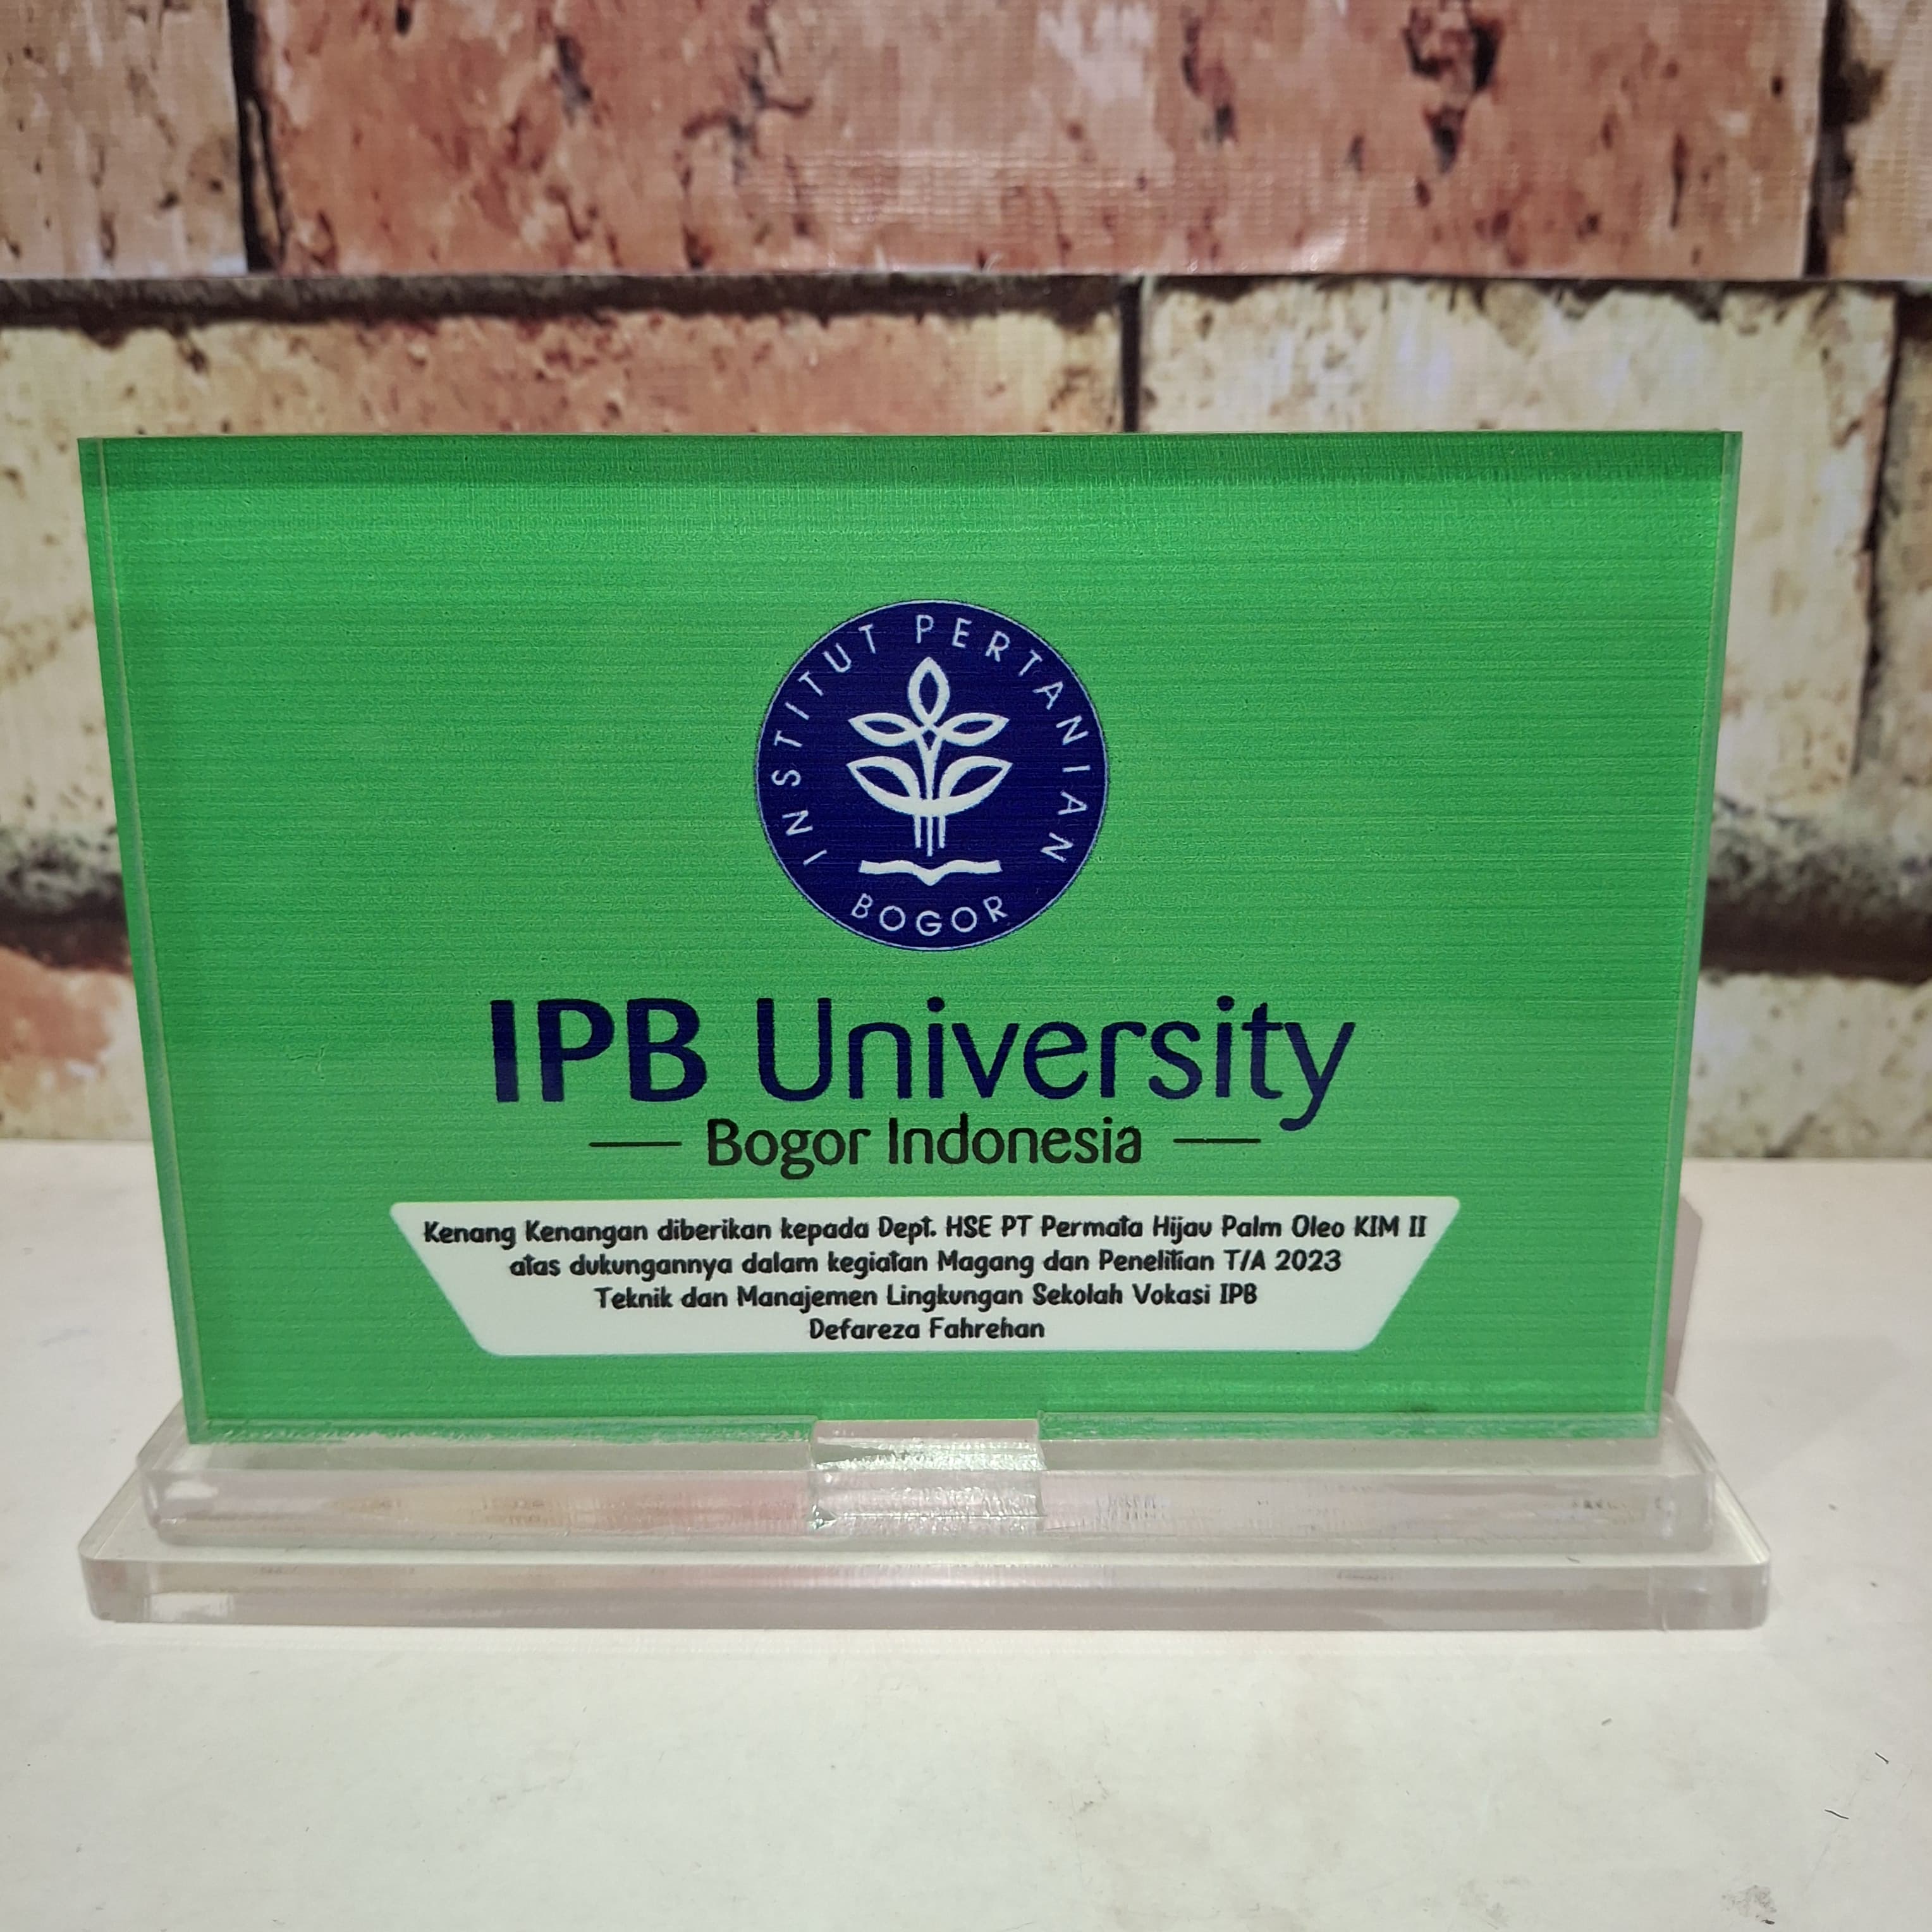 INSTITUT PERTANIAN
BOGOR
IPB University
Bogor Indonesia
Kenang Kenangan diberikan kepada Dept. HSE PT Permata Hijau Palm Oleo KIM II
atas dukungannya dalam kegiatan Magang dan Penelitian T/A 2023
Teknik dan Manajemen Lingkungan Sekolah Vokasi IPB
Defareza Fahrehan